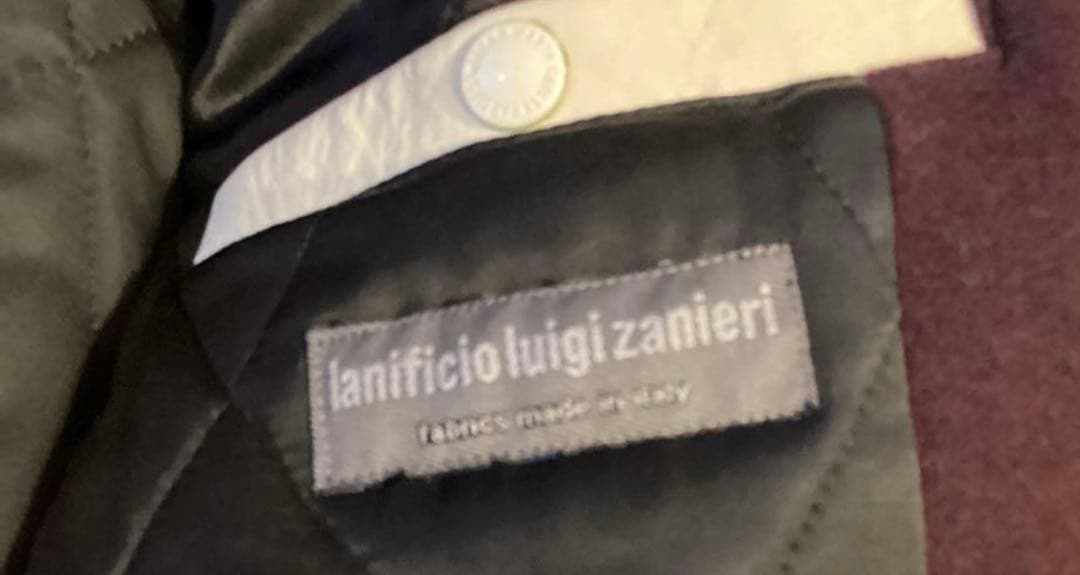 lanificio luigi zanieri
fabrics made in italy